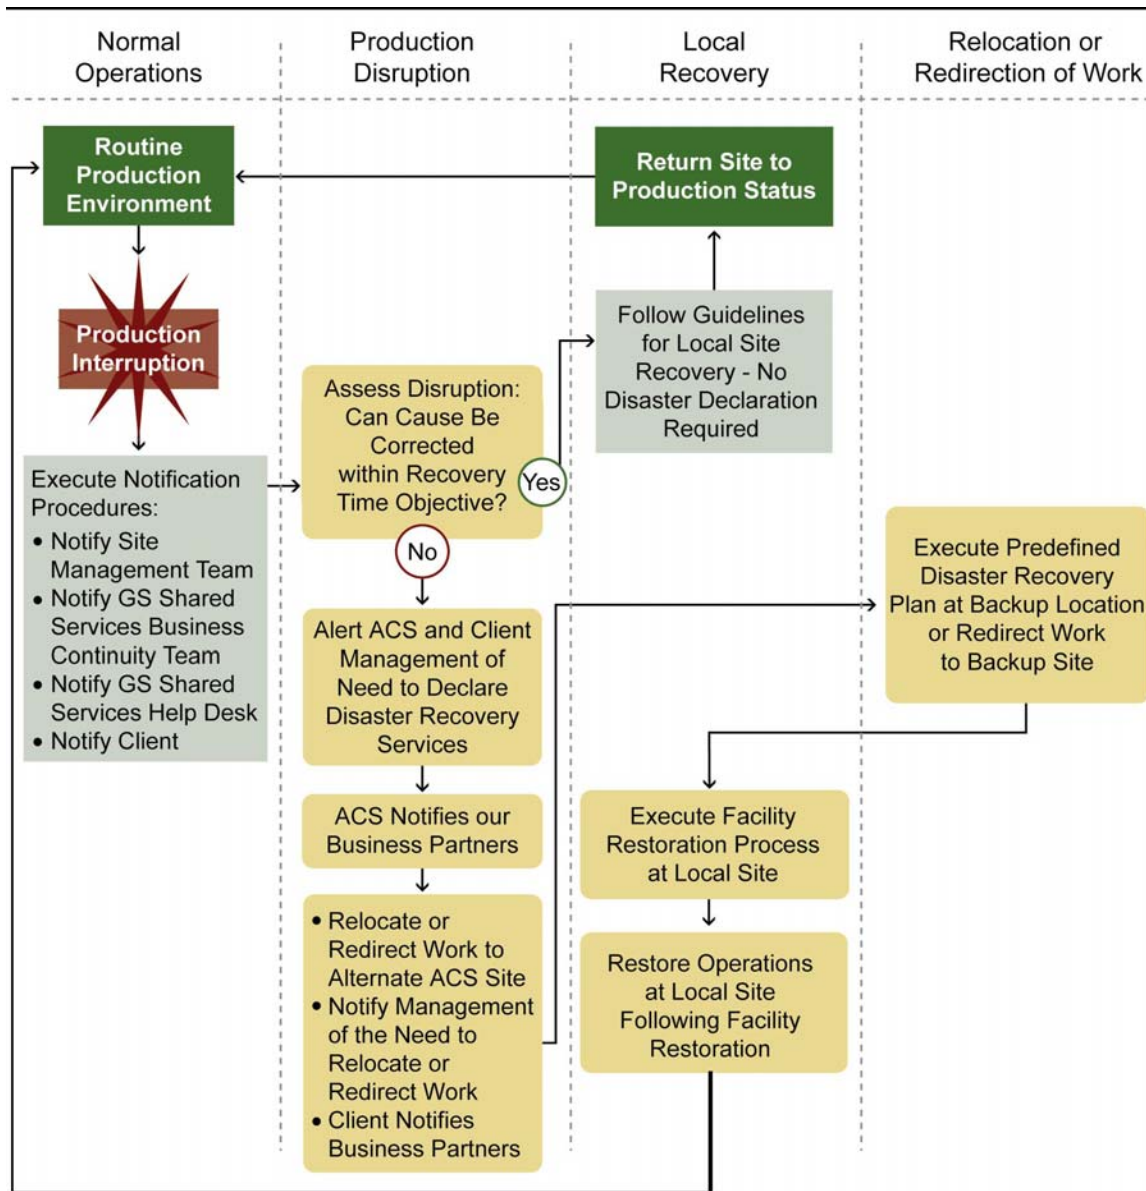 Normal
Operations
Production
Disruption
Local
Recovery
Relocation or
Redirection of Work
Routine
Production
Environment
Return Site to
Production Status
Production
Interruption
Follow Guidelines
for Local Site
Recovery - No
Disaster Declaration
Required
Assess Disruption:
Can Cause Be
Corrected
within Recovery
Time Objective?
Yes
No
Execute Notification
Procedures:
• Notify Site
Management Team
• Notify GS Shared
Services Business
Continuity Team
• Notify GS Shared
Services Help Desk
• Notify Client
Alert ACS and Client
Management of
Need to Declare
Disaster Recovery
Services
ACS Notifies our
Business Partners
• Relocate or
Redirect Work to
Alternate ACS Site
• Notify Management
of the Need to
Relocate or
Redirect Work
• Client Notifies
Business Partners
Execute Predefined
Disaster Recovery
Plan at Backup Location
or Redirect Work
to Backup Site
Execute Facility
Restoration Process
at Local Site
Restore Operations
at Local Site
Following Facility
Restoration